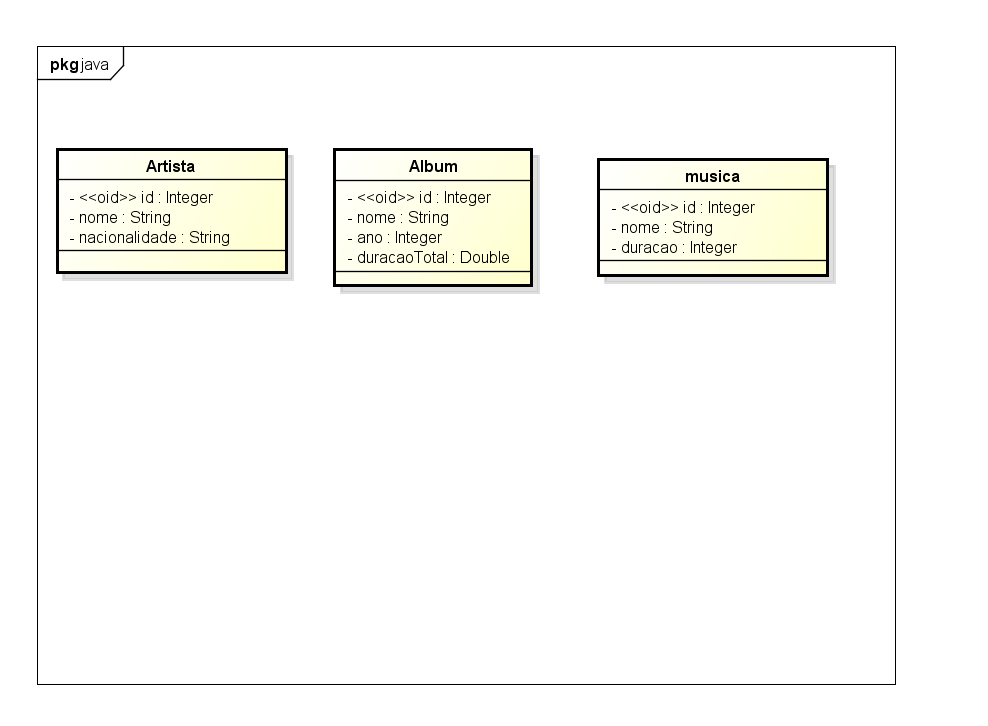 pkg java
Artista
- <<oid>> id : Integer
- nome : String
- nacionalidade : String
Album
- <<oid>> id : Integer
- nome : String
- ano : Integer
- duracaoTotal : Double
musica
- <<oid>> id : Integer
- nome : String
- duracao : Integer